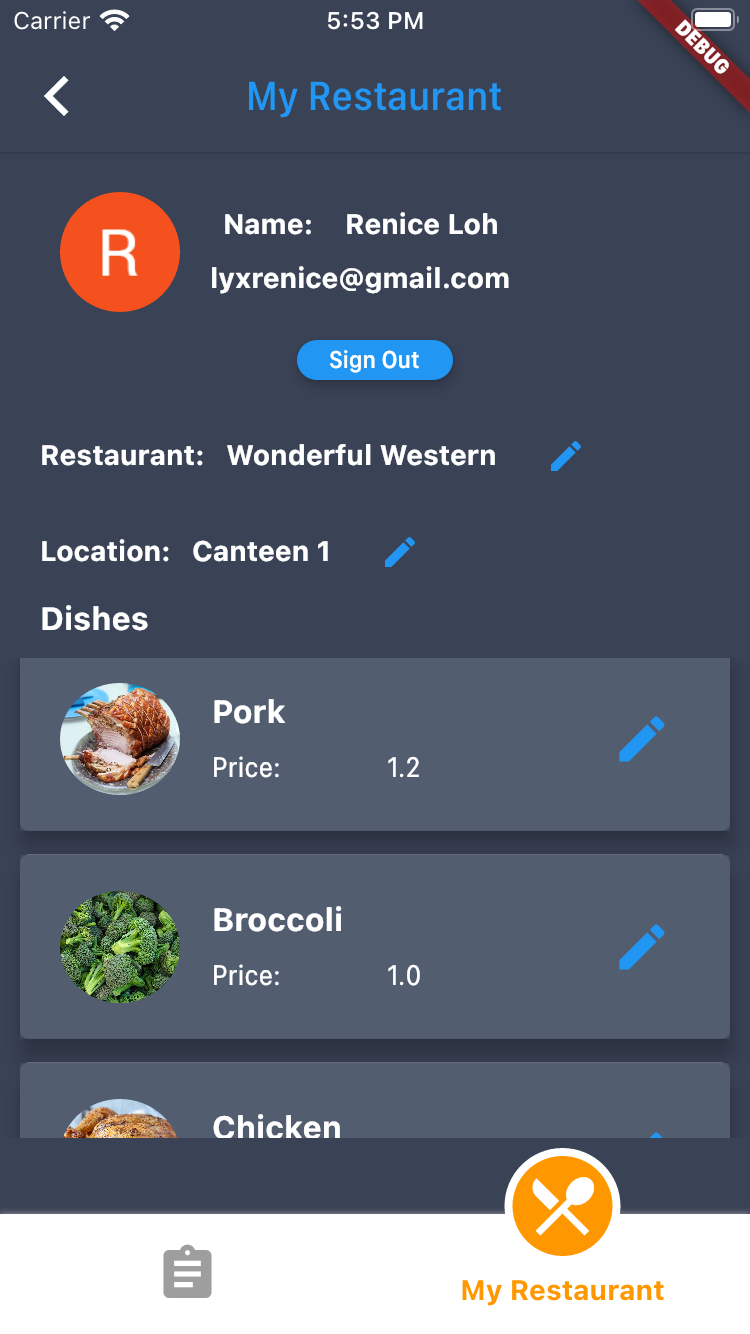 Carrier 5:53 PM
DEBUG
My Restaurant
R
Name: Renice Loh
lyxrenice@gmail.com
Sign Out
Restaurant: Wonderful Western
Location: Canteen 1
Dishes
Pork
Price: 1.2
Broccoli
Price: 1.0
Chicken
My Restaurant